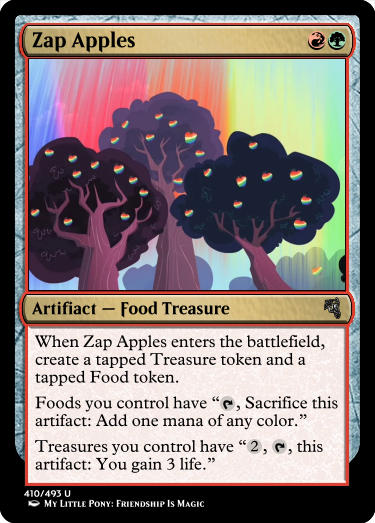 Zap Apples
Artifiact — Food Treasure
When Zap Apples enters the battlefield,
create a tapped Treasure token and a
tapped Food token.
Foods you control have “, Sacrifice this
artifact: Add one mana of any color.”
Treasures you control have “2, , this
artifact: You gain 3 life.”
410/493 U
My Little Pony: Friendship Is Magic